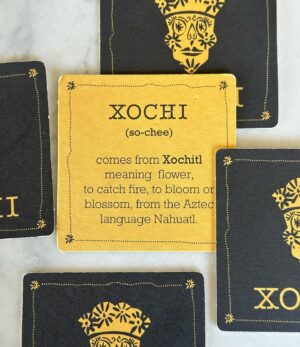 XOCHI
(so-chee)
comes from Xochitl
meaning flower,
to catch fire, to bloom or
blossom, from the Aztec
language Nahuatl.
I
XO